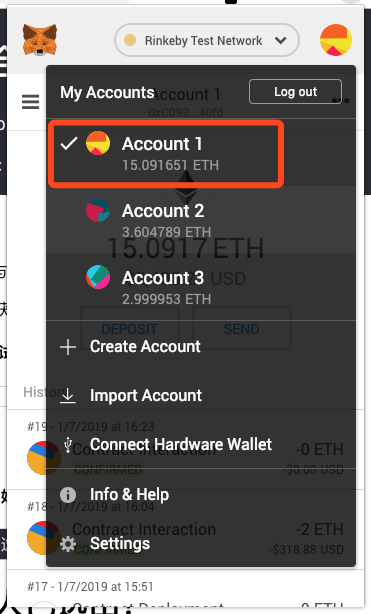 Rinkeby Test Network
My Accounts
Log out
Account 1
0xC092...40fd
Account 1
15.091651 ETH
Account 2
3.604789 ETH
15.0917 ETH
USD
Account 3
2.999953 ETH
DEPOSIT
SEND
Create Account
History
Import Account
#19 - 1/7/2019 at 16:23
Connect Hardware Wallet
Contract Interaction
-0 ETH
CONFIRMED
-$0.00 USD
Info & Help
#18 - 1/7/2019 at 16:04
Contract Interaction
-2 ETH
CONFIRMED
-$318.88 USD
Settings
#17 - 1/7/2019 at 15:51
Contract Deployment